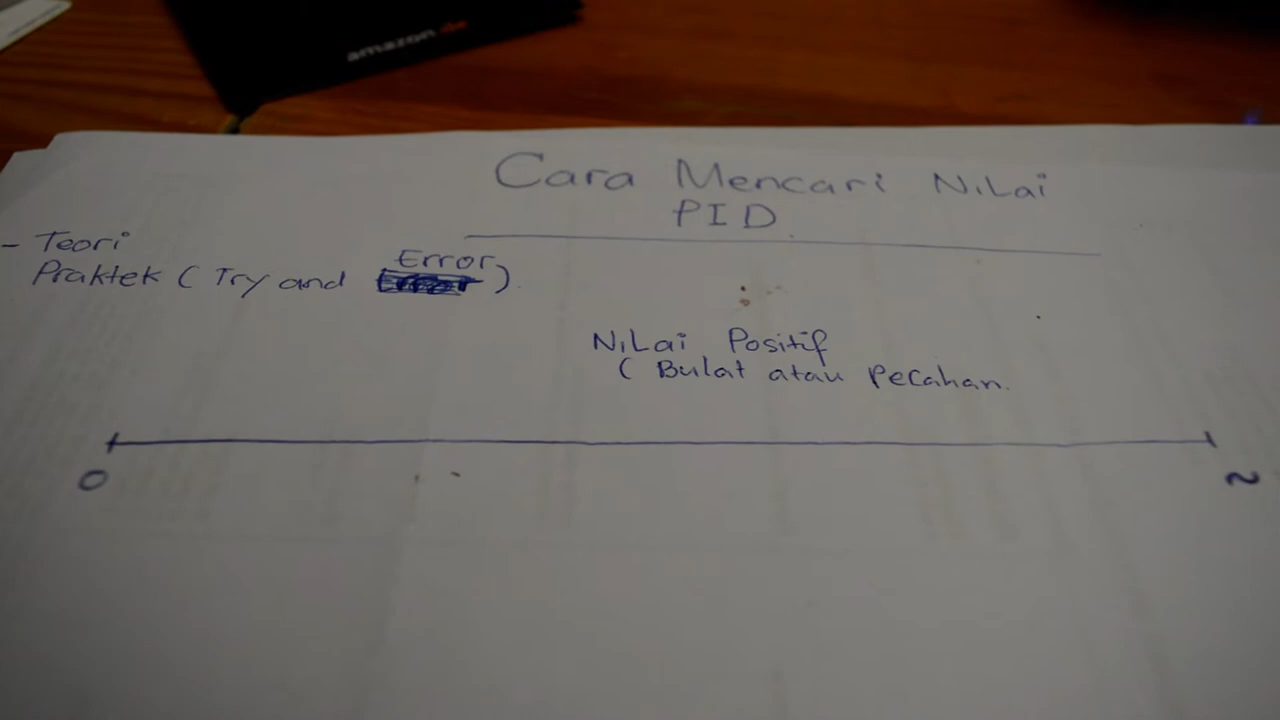 amazon.de
Cara Mencari Nilai
PID
- Teori
Praktek (Try and Error)
Nilai Positif
( Bulat atau Pecahan.
0 ~